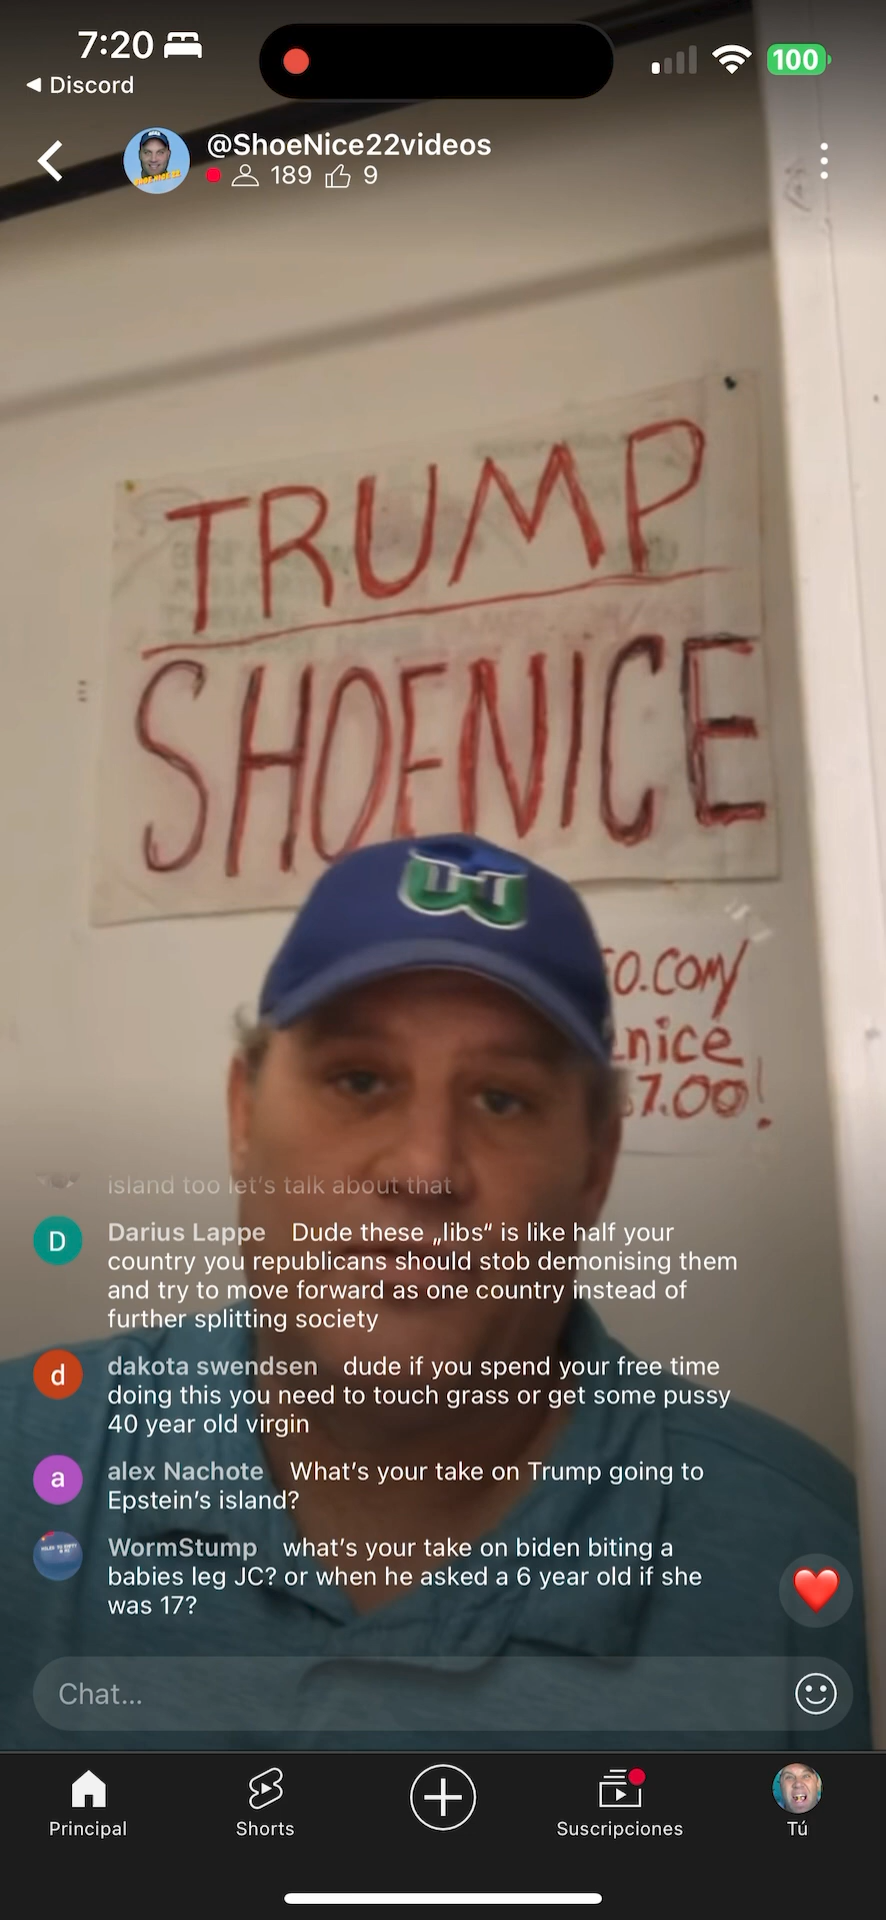 7:20
100
Discord
@ShoeNice22videos
189 9
TRUMP
SHOENICE
O.COM/
nice
7.00!
island too let's talk about that
D
Darius Lappe Dude these „libs“ is like half your
country you republicans should stob demonising them
and try to move forward as one country instead of
further splitting society
d
dakota swendsen dude if you spend your free time
doing this you need to touch grass or get some pussy
40 year old virgin
a
alex Nachote What's your take on Trump going to
Epstein's island?
WormStump what's your take on biden biting a
babies leg JC? or when he asked a 6 year old if she
was 17?
Chat...
Principal
Shorts
Suscripciones
Tú